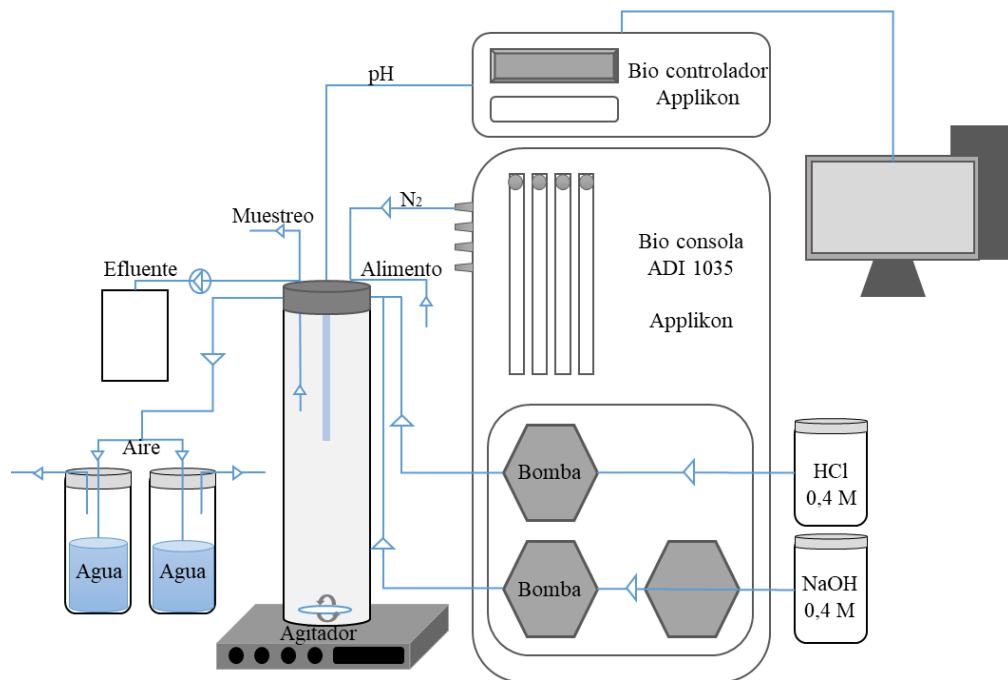 pH
Bio controlador
Applikon
N₂
Muestreo
Efluente
Alimento
Bio consola
ADI 1035
Applikon
Aire
Agua
Agua
Bomba
HCl
0,4 M
Bomba
NaOH
0,4 M
Agitador